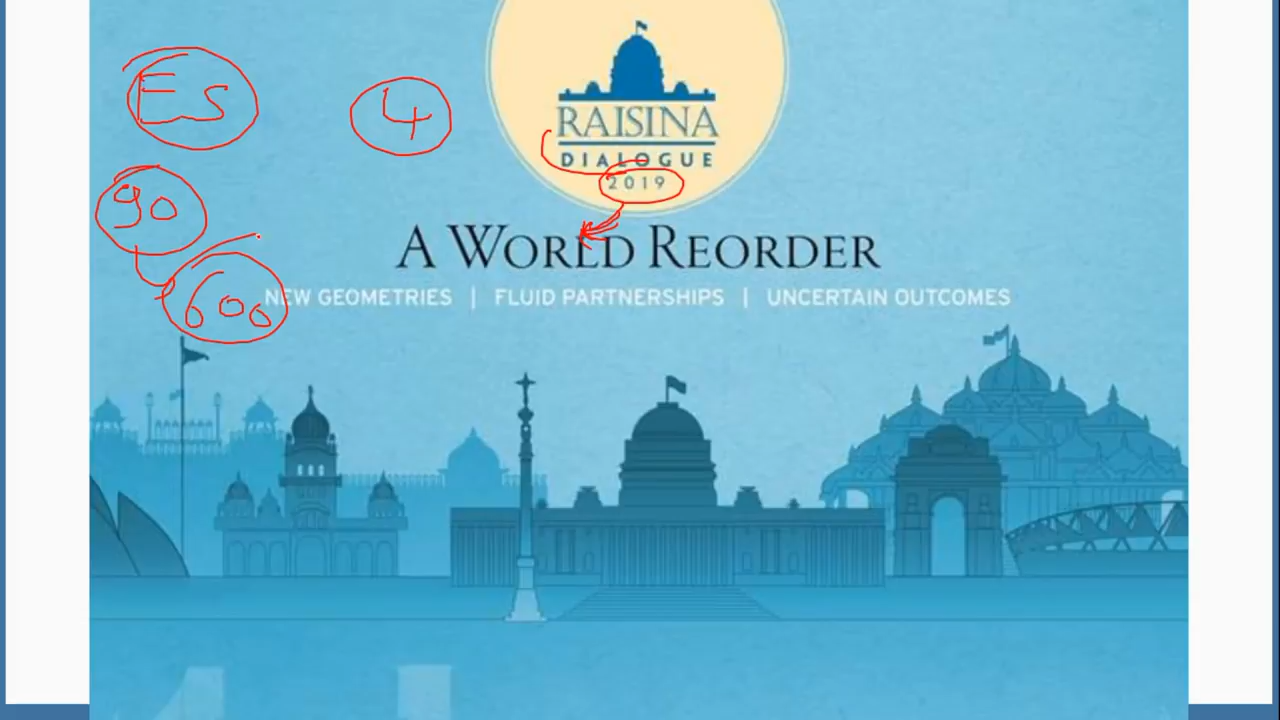 ES
4
RAISINA
DIALOGUE
2019
90
A WORLD REORDER
600
NEW GEOMETRIES | FLUID PARTNERSHIPS | UNCERTAIN OUTCOMES